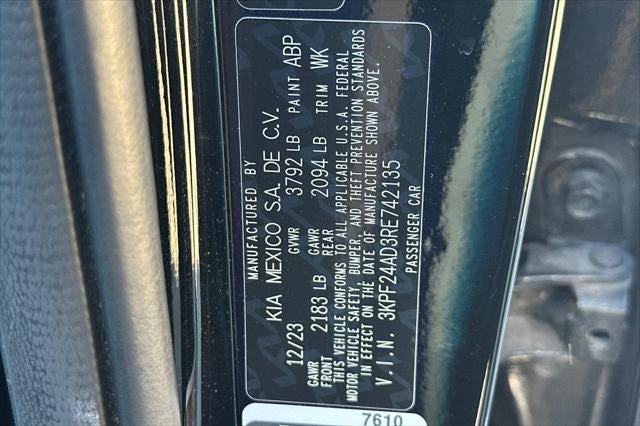 MANUFACTURED BY
KIA MEXICO S.A. DE C.V.
12/23 GVWR 3792 LB PAINT ABP
GAWR FRONT 2183 LB GAWR REAR 2094 LB TRIM WK
THIS VEHICLE CONFORMS TO ALL APPLICABLE U.S.A. FEDERAL
MOTOR VEHICLE SAFETY, BUMPER, AND THEFT PREVENTION STANDARDS
IN EFFECT ON THE DATE OF MANUFACTURE SHOWN ABOVE.
V.I.N. 3KPF24AD3RE742135
PASSENGER CAR
7610